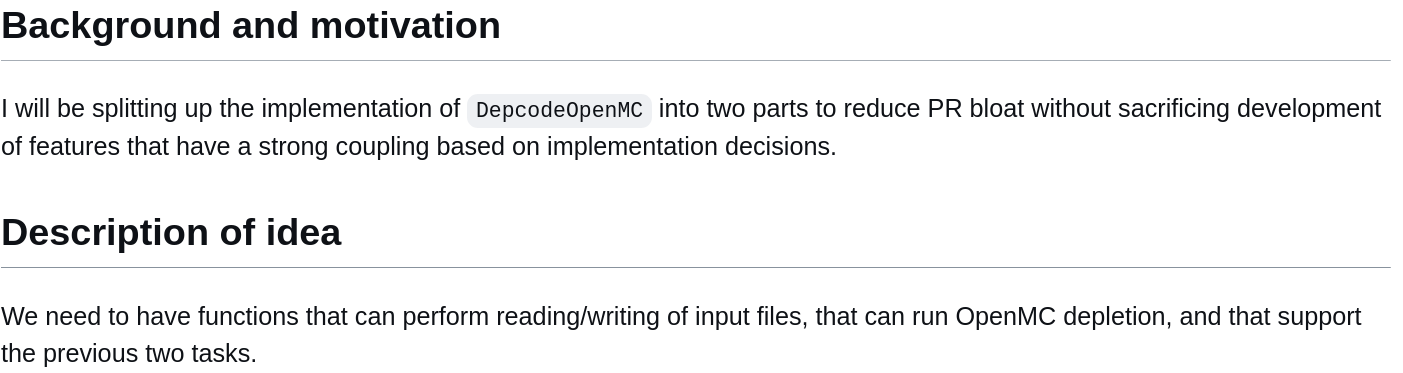 Background and motivation
I will be splitting up the implementation of DepcodeOpenMC into two parts to reduce PR bloat without sacrificing development
of features that have a strong coupling based on implementation decisions.
Description of idea
We need to have functions that can perform reading/writing of input files, that can run OpenMC depletion, and that support
the previous two tasks.